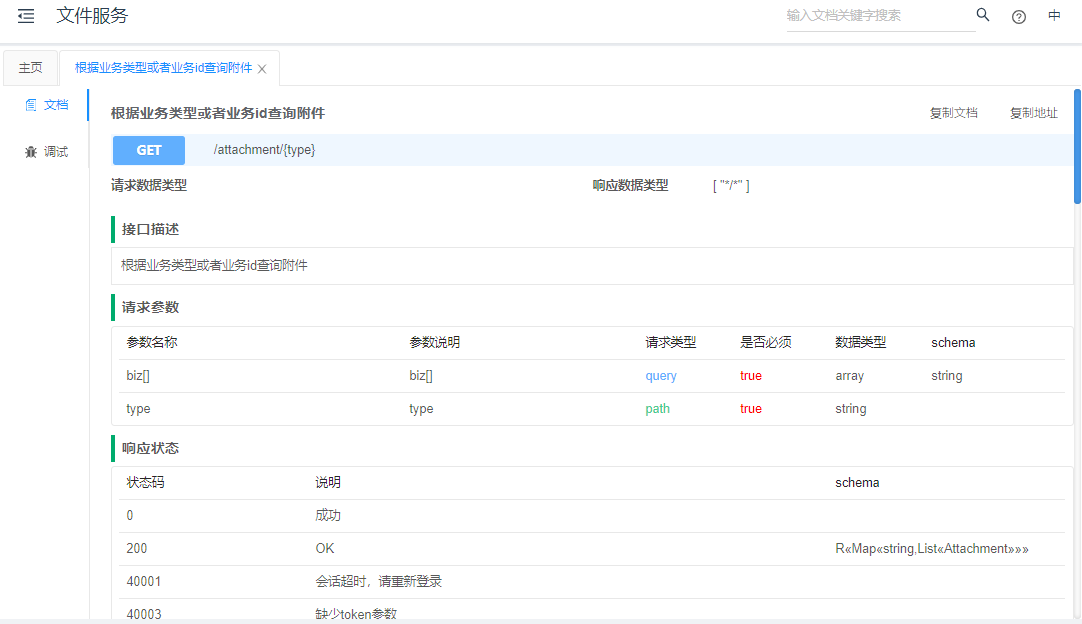 文件服务
输入文档关键字搜索
中
主页
根据业务类型或者业务id查询附件
文档
调试
根据业务类型或者业务id查询附件
复制文档
复制地址
GET /attachment/{type}
请求数据类型 响应数据类型 [ "*/*" ]
接口描述
根据业务类型或者业务id查询附件
请求参数
参数名称 参数说明 请求类型 是否必须 数据类型 schema
biz[] biz[] query true array string
type type path true string
响应状态
状态码 说明 schema
0 成功
200 OK R«Map«string,List«Attachment»»»
40001 会话超时，请重新登录
40003 缺少token参数